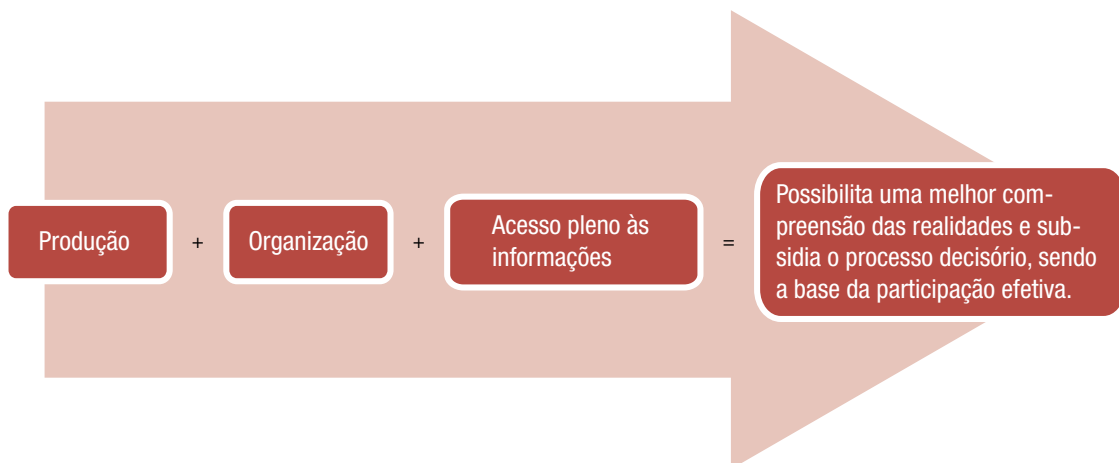 Produção
+
Organização
+
Acesso pleno às
informações
=
Possibilita uma melhor com-
preensão das realidades e sub-
sidia o processo decisório, sendo
a base da participação efetiva.